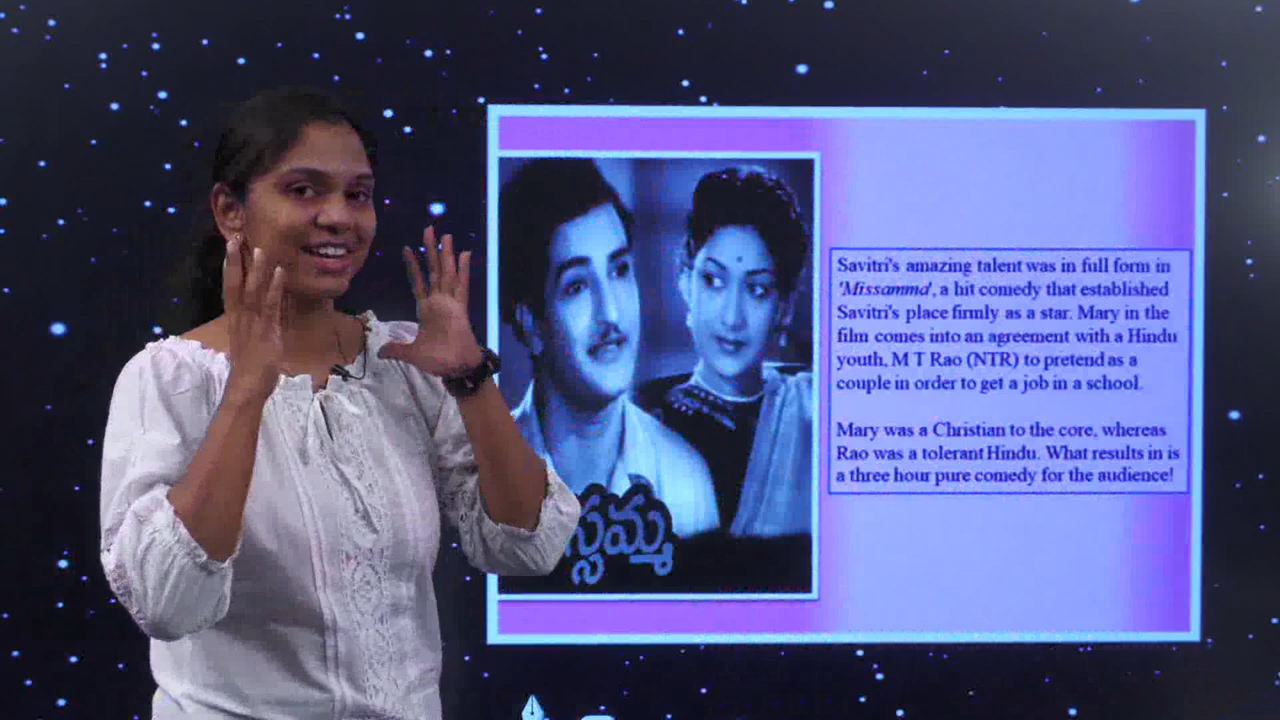 Savitri's amazing talent was in full form in
'Missamma', a hit comedy that established
Savitri's place firmly as a star. Mary in the
film comes into an agreement with a Hindu
youth, M T Rao (NTR) to pretend as a
couple in order to get a job in a school.
Mary was a Christian to the core, whereas
Rao was a tolerant Hindu. What results in is
a three hour pure comedy for the audience!